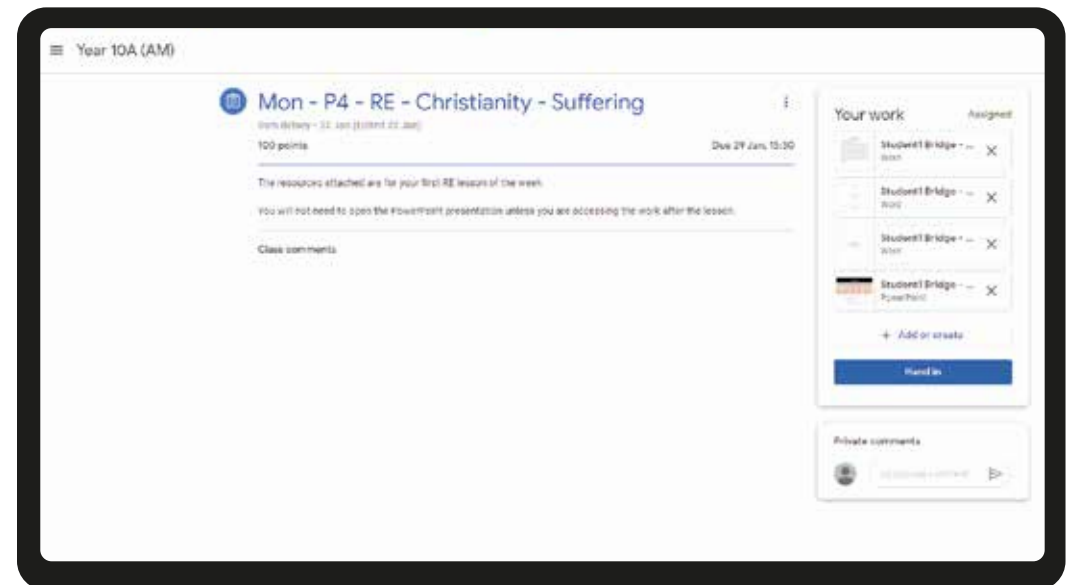 Year 10A (AM)
Mon - P4 - RE - Christianity - Suffering
100 points
Due 29 Jan, 15:30
The resources attached are for your first RE lesson of the week.
You will not need to open the PowerPoint presentation unless you are accessing the work after the lesson.
Class comments
Your work
Assigned
Student1 Bridge - ...
Word
Student1 Bridge - ...
Word
Student1 Bridge - ...
Word
Student1 Bridge - ...
PowerPoint
+ Add or create
Hand in
Private comments